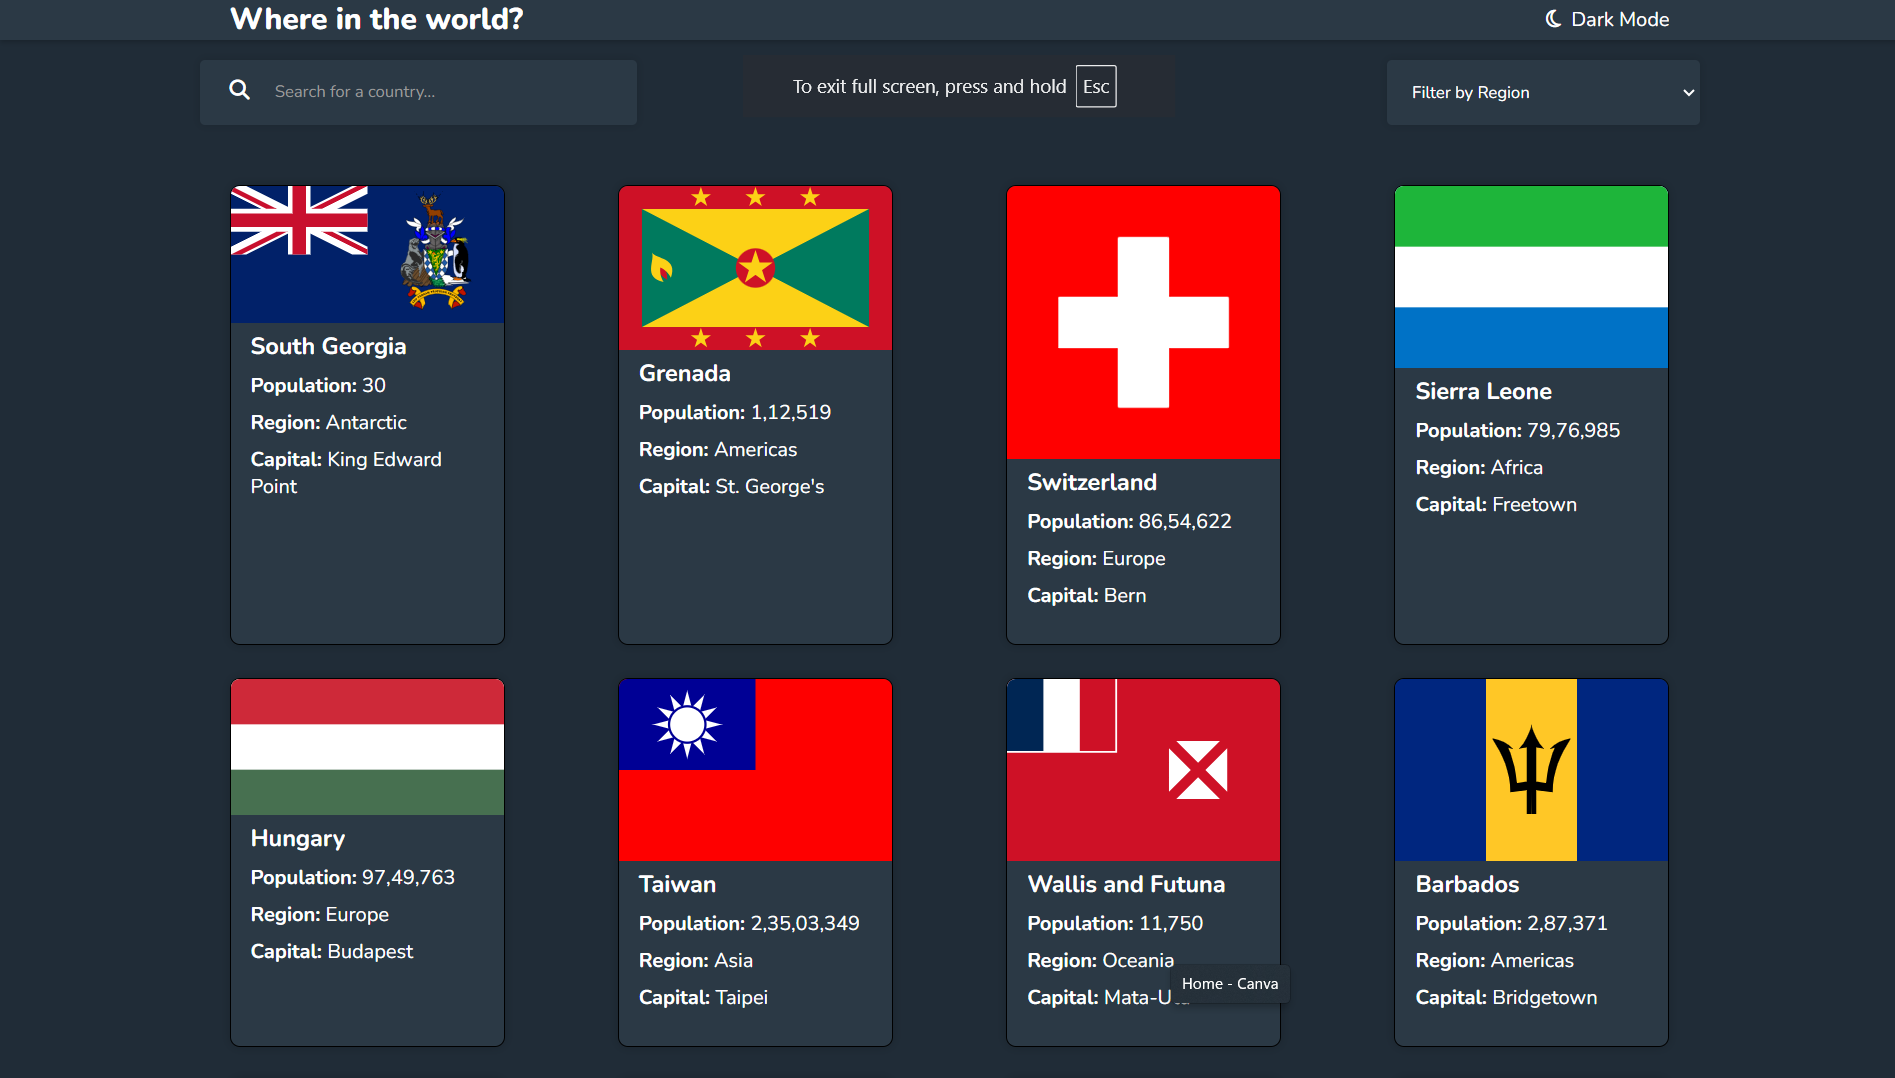 Where in the world?
Dark Mode
Search for a country...
To exit full screen, press and hold Esc
Filter by Region
South Georgia
Population: 30
Region: Antarctic
Capital: King Edward
Point
Grenada
Population: 1,12,519
Region: Americas
Capital: St. George's
Switzerland
Population: 86,54,622
Region: Europe
Capital: Bern
Sierra Leone
Population: 79,76,985
Region: Africa
Capital: Freetown
Hungary
Population: 97,49,763
Region: Europe
Capital: Budapest
Taiwan
Population: 2,35,03,349
Region: Asia
Capital: Taipei
Wallis and Futuna
Population: 11,750
Region: Oceania
Capital:
Home - Canva
Barbados
Population: 2,87,371
Region: Americas
Capital: Bridgetown